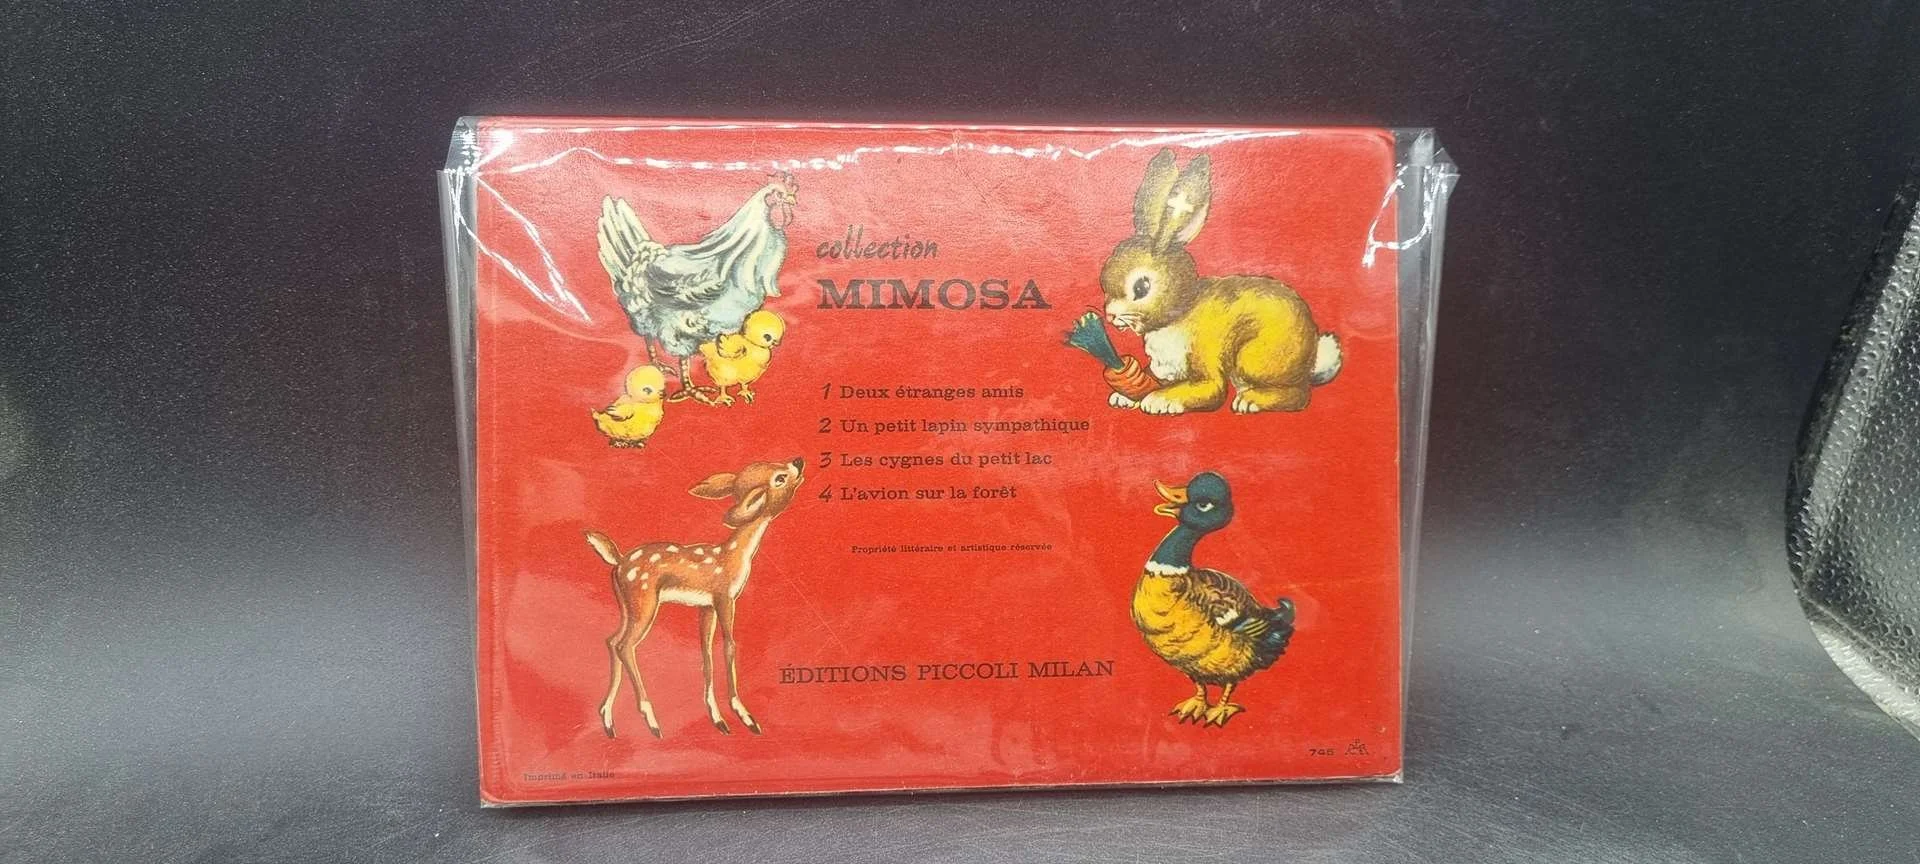 collection
MIMOSA
1 Deux étranges amis
2 Un petit lapin sympathique
3 Les cygnes du petit lac
4 L'avion sur la forêt
Propriété littéraire et artistique réservée
ÉDITIONS PICCOLI MILAN
745
Imprimé en Italie